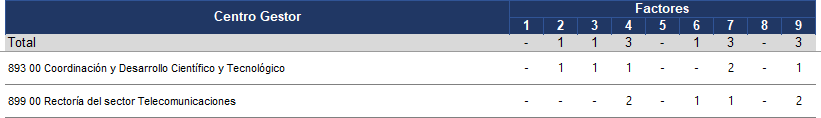 Centro Gestor Factores
1 2 3 4 5 6 7 8 9
Total - 1 1 3 - 1 3 - 3
893 00 Coordinación y Desarrollo Científico y Tecnológico - 1 1 1 - - 2 - 1
899 00 Rectoría del sector Telecomunicaciones - - - 2 - 1 1 - 2